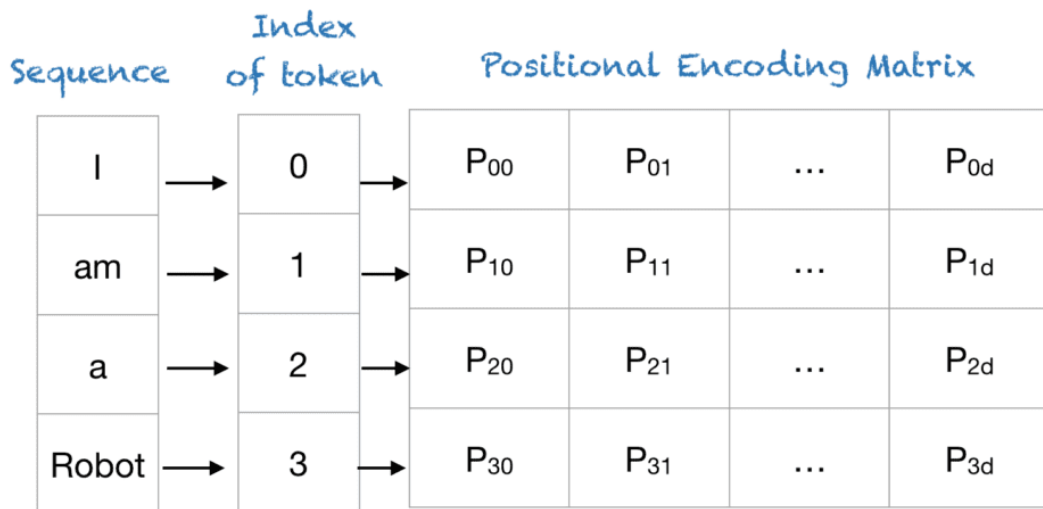 Sequence
Index
of token
Positional Encoding Matrix
I 0 P00 P01 ... P0d
am 1 P10 P11 ... P1d
a 2 P20 P21 ... P2d
Robot 3 P30 P31 ... P3d